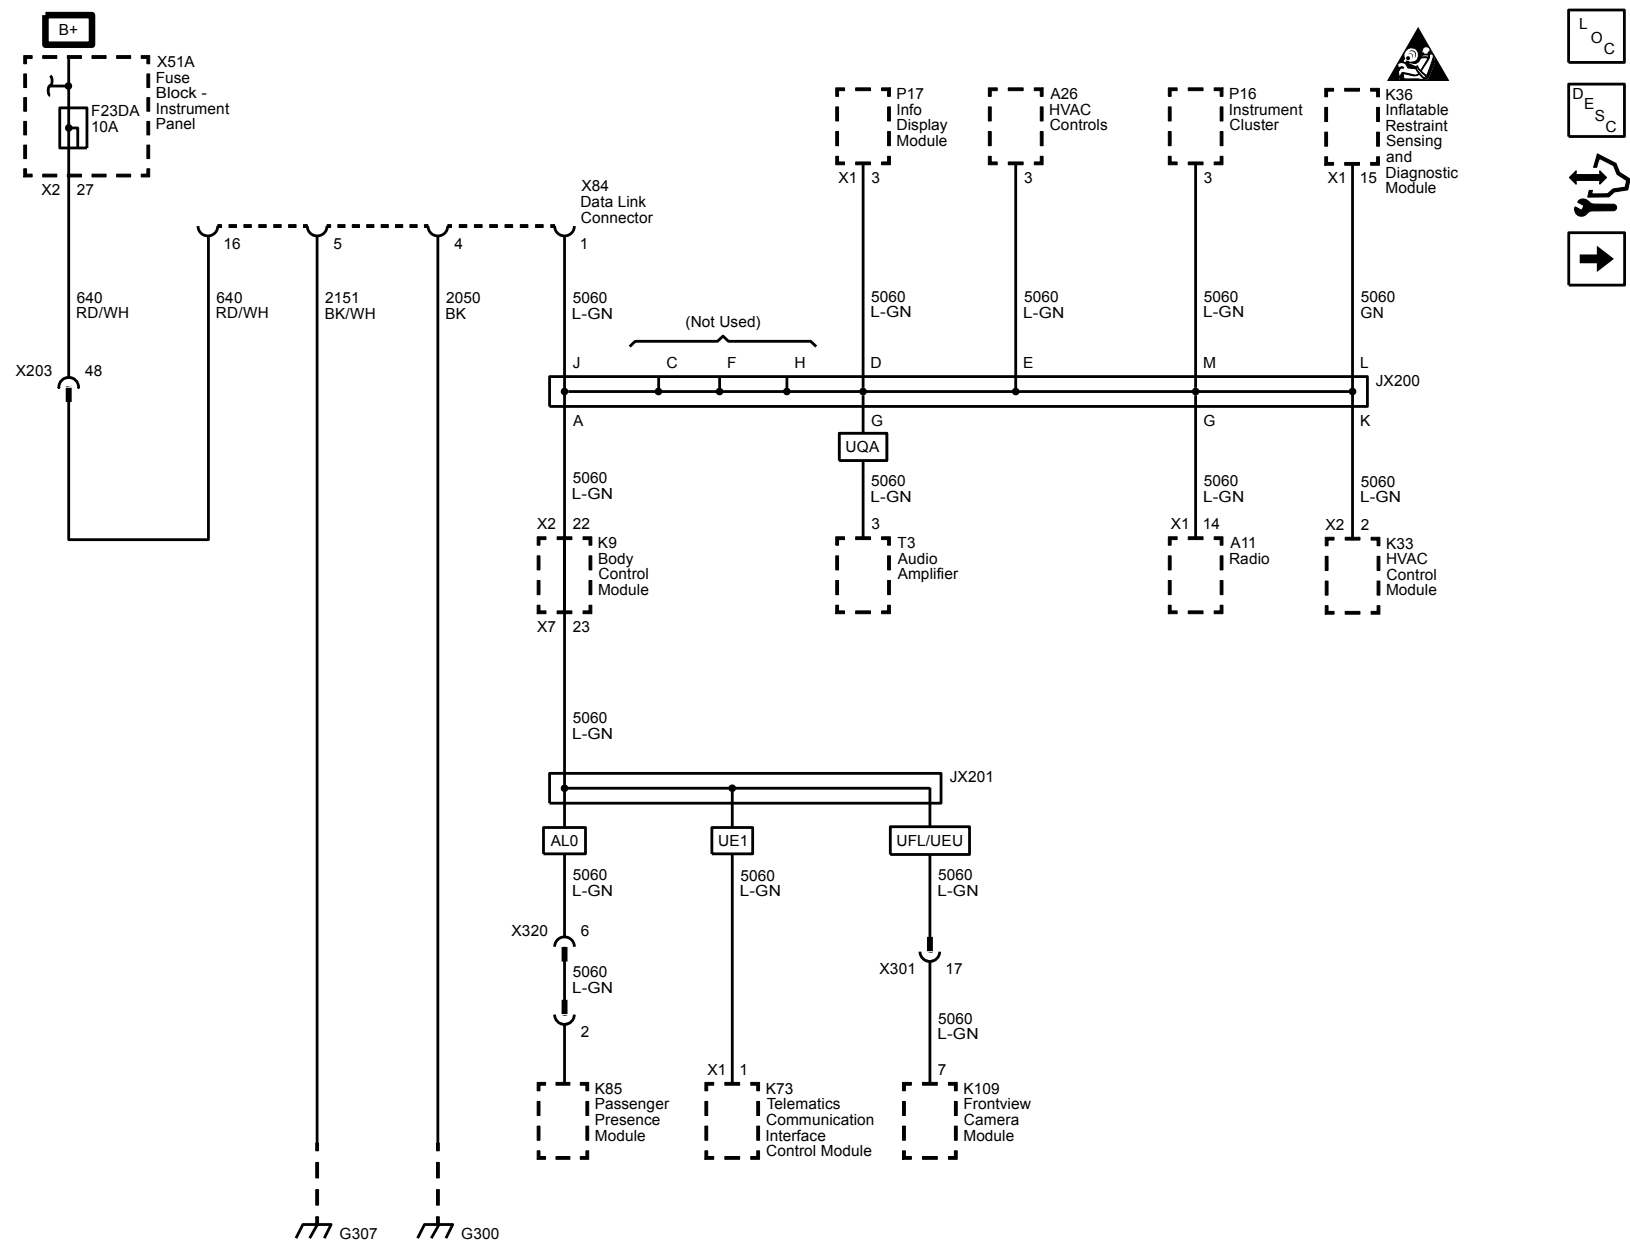 B+
X51A
Fuse
Block -
Instrument
Panel
F23DA
10A
X2 27
X84
Data Link
Connector
16 5 4 1
P17
Info
Display
Module
X1 3
A26
HVAC
Controls
3
P16
Instrument
Cluster
3
K36
Inflatable
Restraint
Sensing
and
Diagnostic
Module
X1 15
L
O
C
D
E
S
C
640
RD/WH
640
RD/WH
2151
BK/WH
2050
BK
5060
L-GN
5060
L-GN
5060
L-GN
5060
L-GN
5060
GN
(Not Used)
X203 48
J C F H D E M L
JX200
A G G K
UQA
5060
L-GN
5060
L-GN
5060
L-GN
5060
L-GN
X2 22
K9
Body
Control
Module
X7 23
3
T3
Audio
Amplifier
X1 14
A11
Radio
X2 2
K33
HVAC
Control
Module
5060
L-GN
JX201
AL0 UE1 UFL/UEU
5060
L-GN
5060
L-GN
5060
L-GN
X320 6
5060
L-GN
2
X301 17
5060
L-GN
K85
Passenger
Presence
Module
X1 1
K73
Telematics
Communication
Interface
Control Module
7
K109
Frontview
Camera
Module
G307 G300